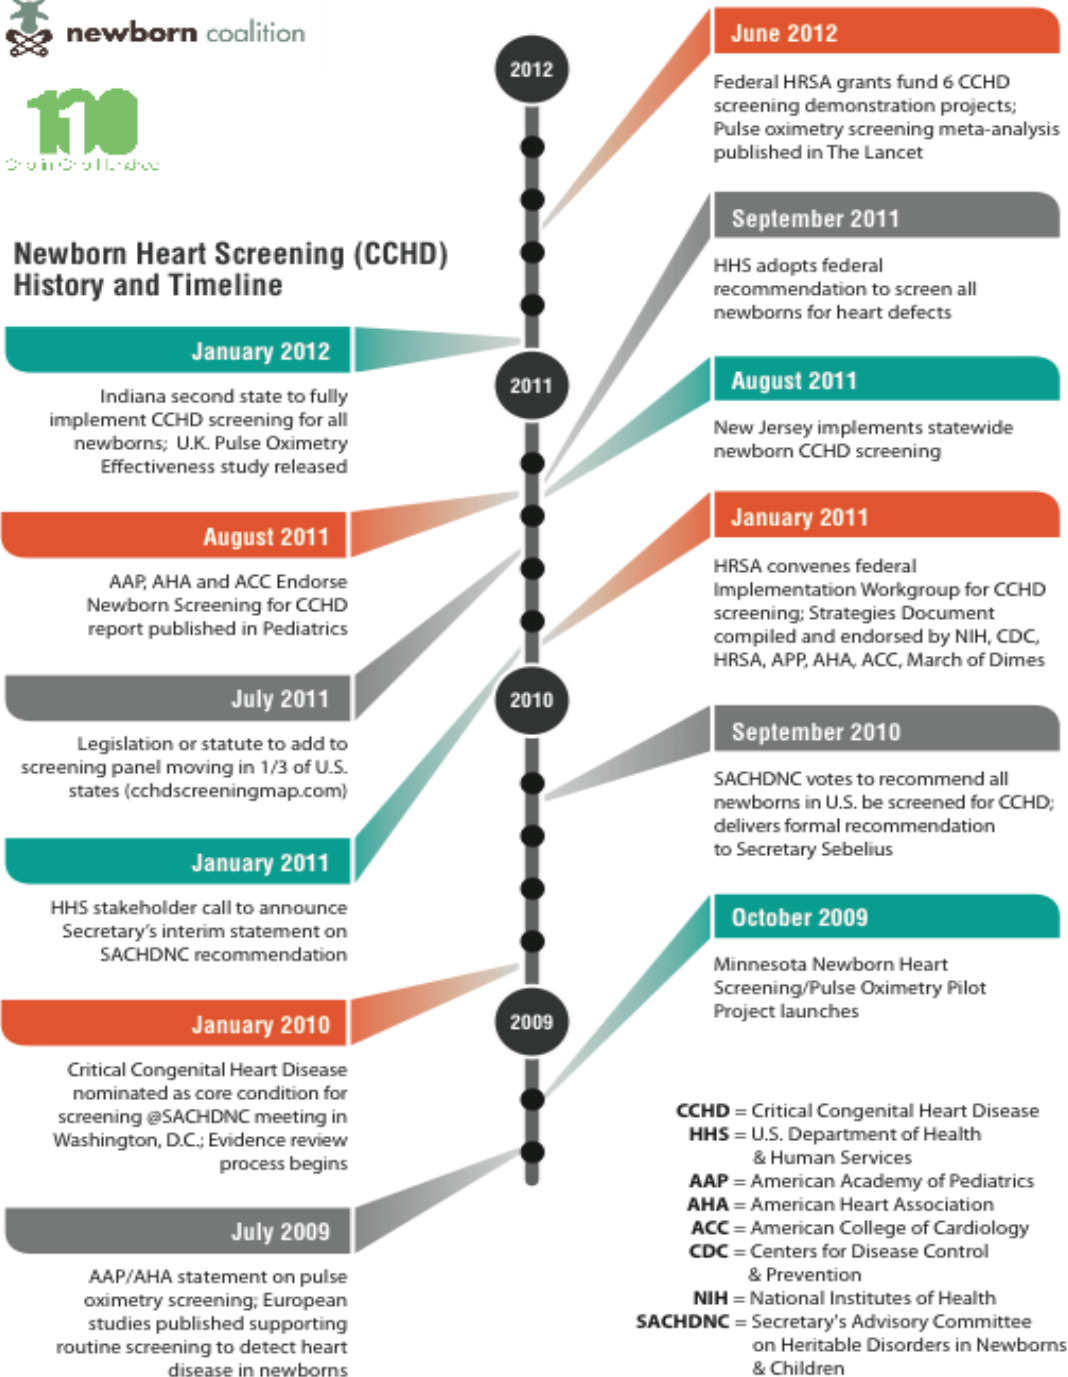 newborn coalition
110
Newborn Heart Screening (CCHD)
History and Timeline
2012
2011
2010
2009
June 2012
Federal HRSA grants fund 6 CCHD
screening demonstration projects;
Pulse oximetry screening meta-analysis
published in The Lancet
September 2011
HHS adopts federal
recommendation to screen all
newborns for heart defects
January 2012
Indiana second state to fully
implement CCHD screening for all
newborns; U.K. Pulse Oximetry
Effectiveness study released
August 2011
New Jersey implements statewide
newborn CCHD screening
August 2011
AAP, AHA and ACC Endorse
Newborn Screening for CCHD
report published in Pediatrics
January 2011
HRSA convenes federal
Implementation Workgroup for CCHD
screening; Strategies Document
compiled and endorsed by NIH, CDC,
HRSA, APP, AHA, ACC, March of Dimes
July 2011
Legislation or statute to add to
screening panel moving in 1/3 of U.S.
states (cchdscreeningmap.com)
September 2010
SACHDNC votes to recommend all
newborns in U.S. be screened for CCHD;
delivers formal recommendation
to Secretary Sebelius
January 2011
HHS stakeholder call to announce
Secretary's interim statement on
SACHDNC recommendation
October 2009
Minnesota Newborn Heart
Screening/Pulse Oximetry Pilot
Project launches
January 2010
Critical Congenital Heart Disease
nominated as core condition for
screening @SACHDNC meeting in
Washington, D.C.; Evidence review
process begins
July 2009
AAP/AHA statement on pulse
oximetry screening; European
studies published supporting
routine screening to detect heart
disease in newborns
CCHD = Critical Congenital Heart Disease
HHS = U.S. Department of Health
& Human Services
AAP = American Academy of Pediatrics
AHA = American Heart Association
ACC = American College of Cardiology
CDC = Centers for Disease Control
& Prevention
NIH = National Institutes of Health
SACHDNC = Secretary's Advisory Committee
on Heritable Disorders in Newborns
& Children